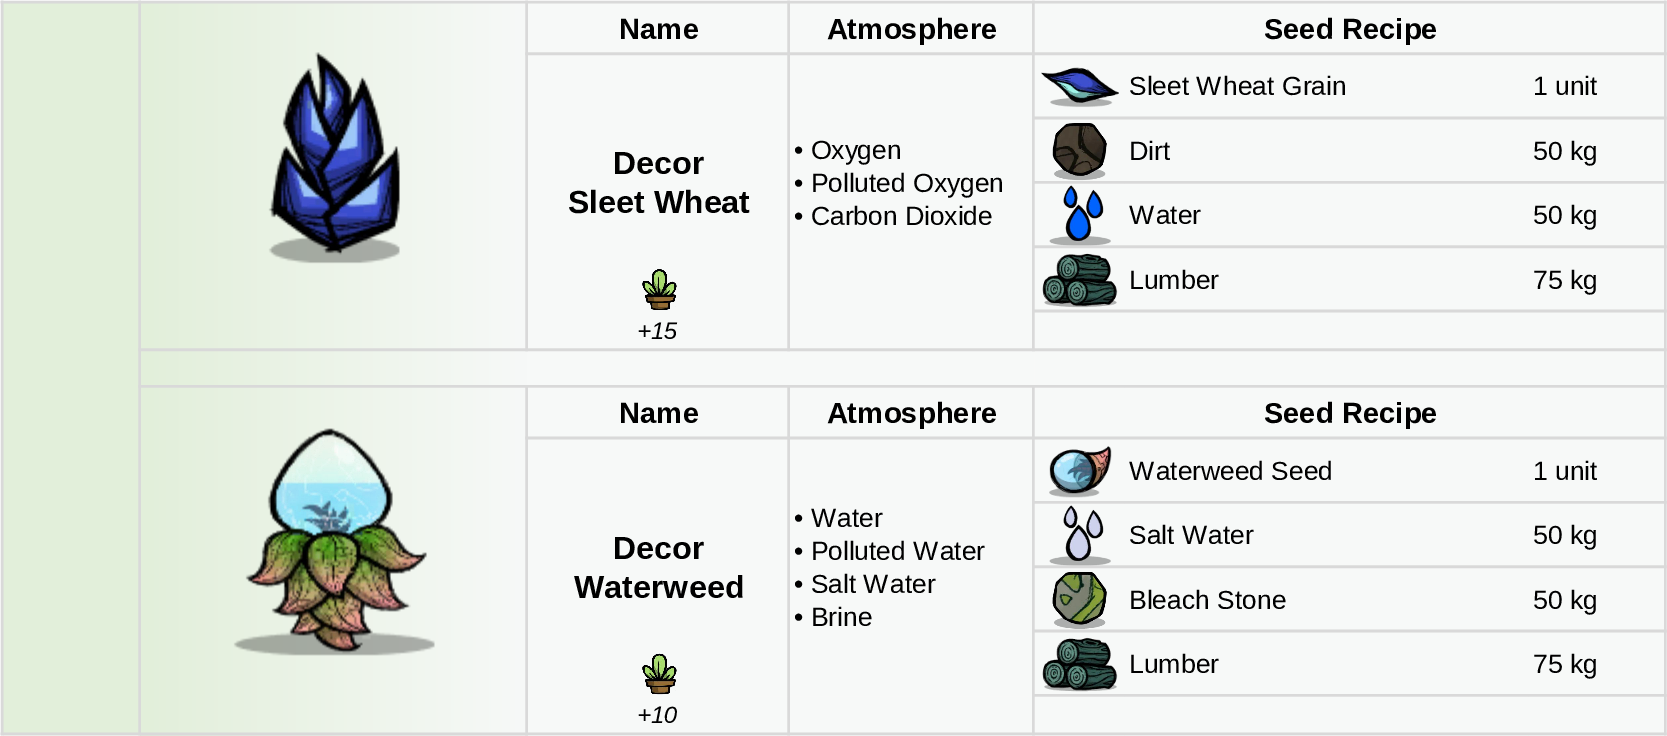 Name Atmosphere Seed Recipe
Sleet Wheat Grain 1 unit
Dirt 50 kg
Water 50 kg
Lumber 75 kg
Decor
Sleet Wheat
• Oxygen
• Polluted Oxygen
• Carbon Dioxide
+15
Name Atmosphere Seed Recipe
Waterweed Seed 1 unit
Salt Water 50 kg
Bleach Stone 50 kg
Lumber 75 kg
Decor
Waterweed
• Water
• Polluted Water
• Salt Water
• Brine
+10